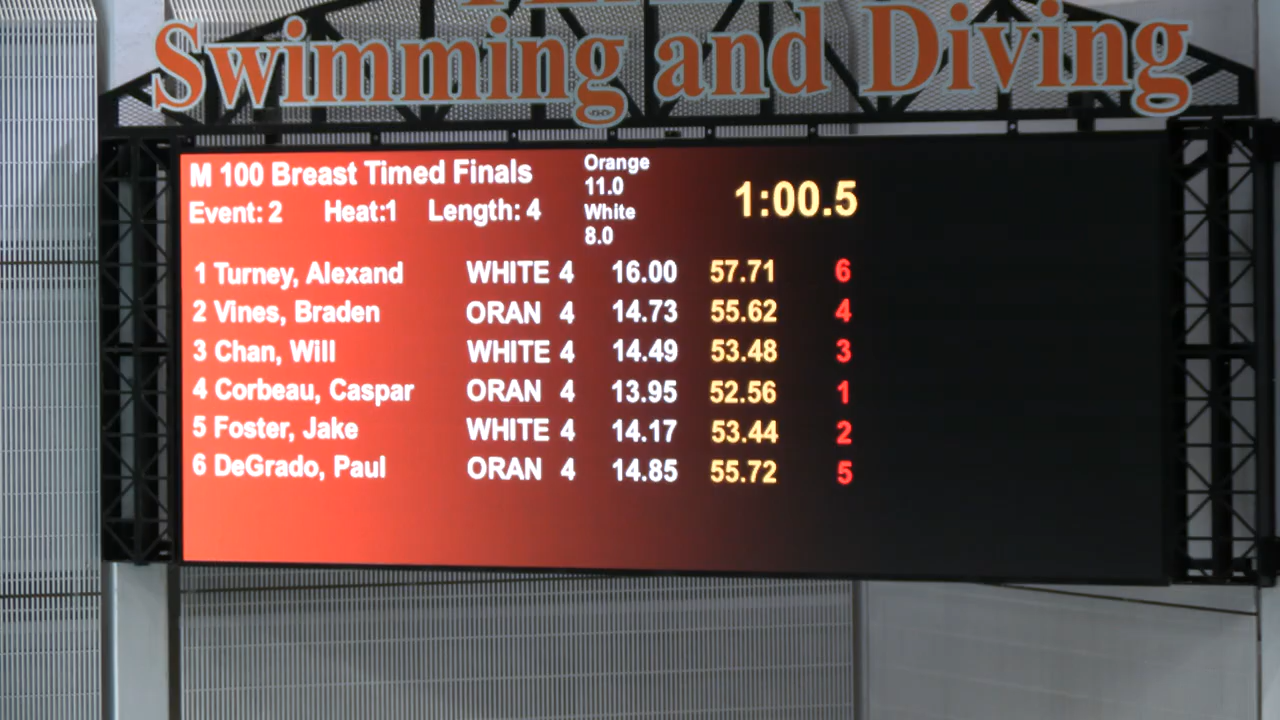 Swimming and Diving
M 100 Breast Timed Finals
Event: 2 Heat:1 Length: 4
Orange
11.0
White
8.0
1:00.5
1 Turney, Alexand WHITE 4 16.00 57.71 6
2 Vines, Braden ORAN 4 14.73 55.62 4
3 Chan, Will WHITE 4 14.49 53.48 3
4 Corbeau, Caspar ORAN 4 13.95 52.56 1
5 Foster, Jake WHITE 4 14.17 53.44 2
6 DeGrado, Paul ORAN 4 14.85 55.72 5